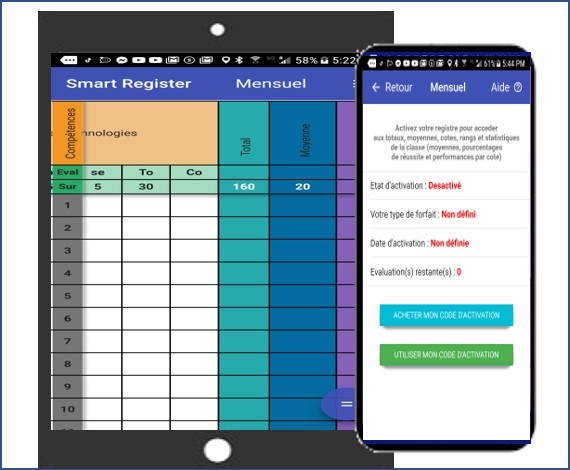 58% 5:22
Smart Register Mensuel
Compétences
hnologies
Total
Moyenne
Eval se To Co
Sur 5 30 160 20
1
2
3
4
5
6
7
8
9
10
61% 5:44 PM
Retour Mensuel Aide
Activez votre registre pour acceder
aux totaux, moyennes, cotes, rangs et statistiques
de la classe (moyennes, pourcentages
de réussite et performances par cote)
Etat d'activation : Desactivé
Votre type de forfait : Non défini
Date d'activation : Non définie
Evaluation(s) restante(s) : 0
ACHETER MON CODE D'ACTIVATION
UTILISER MON CODE D'ACTIVATION